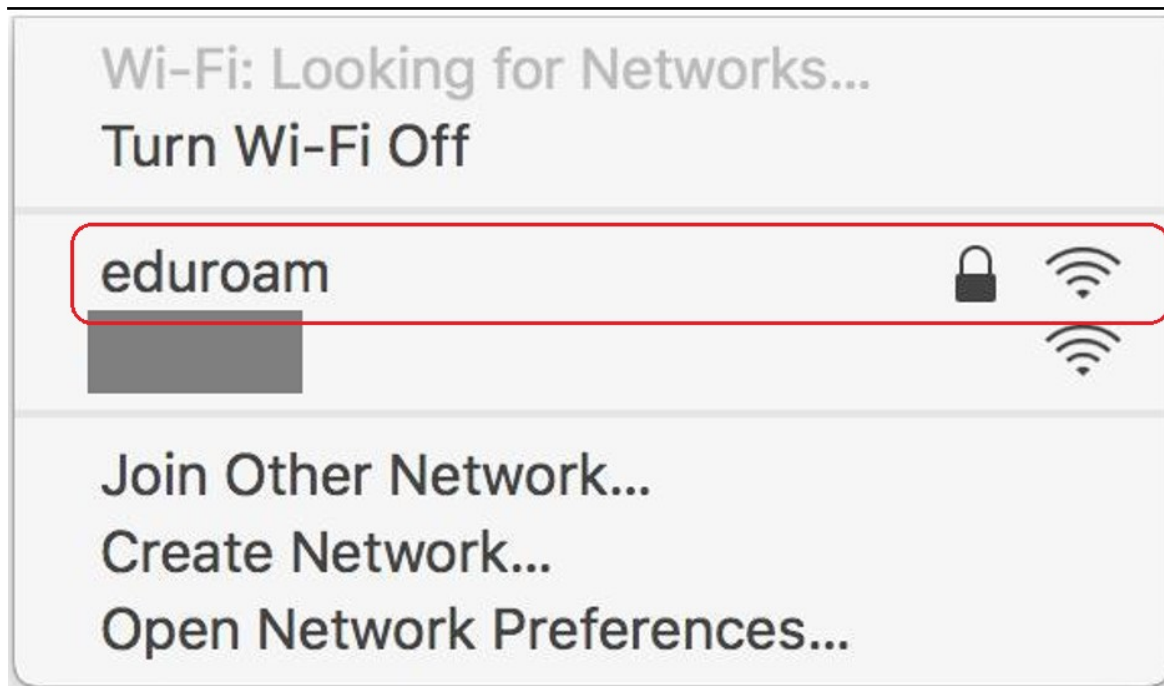 Wi-Fi: Looking for Networks...
Turn Wi-Fi Off
eduroam
Join Other Network...
Create Network...
Open Network Preferences...